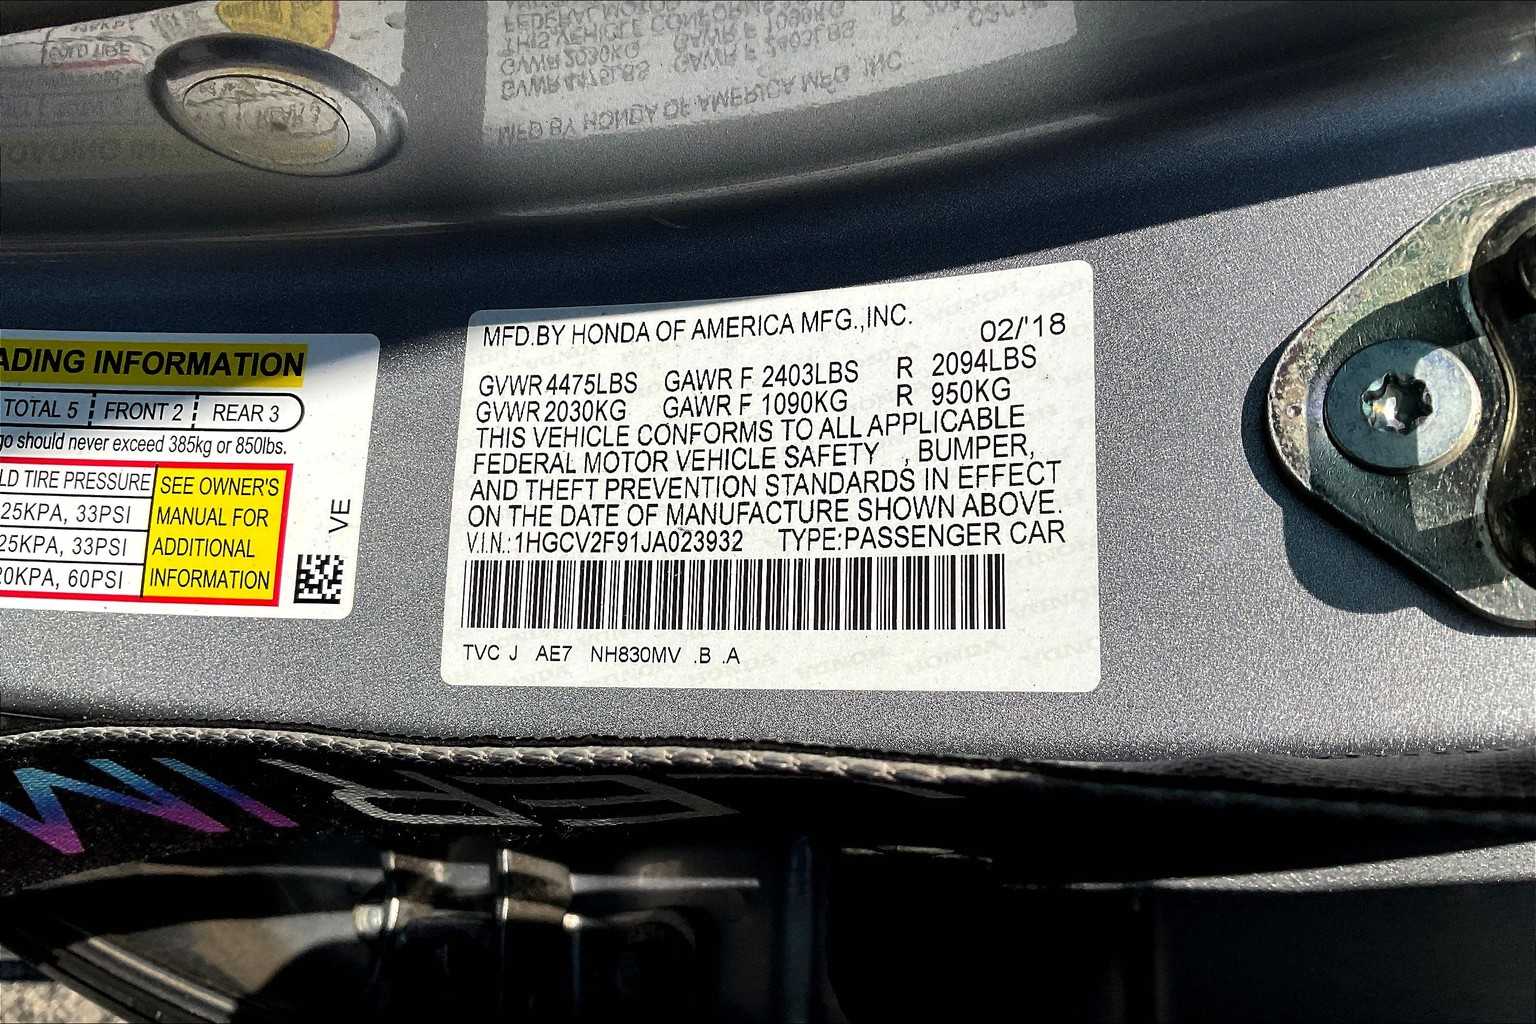 MFD.BY HONDA OF AMERICA MFG.,INC.
02/'18
GVWR 4475LBS GAWR F 2403LBS R 2094LBS
GVWR 2030KG GAWR F 1090KG R 950KG
THIS VEHICLE CONFORMS TO ALL APPLICABLE
FEDERAL MOTOR VEHICLE SAFETY , BUMPER,
AND THEFT PREVENTION STANDARDS IN EFFECT
ON THE DATE OF MANUFACTURE SHOWN ABOVE.
V.I.N.:1HGCV2F91JA023932 TYPE:PASSENGER CAR
TVC J AE7 NH830MV .B .A
ADING INFORMATION
TOTAL 5 FRONT 2 REAR 3
go should never exceed 385kg or 850lbs.
LD TIRE PRESSURE
25KPA, 33PSI
25KPA, 33PSI
20KPA, 60PSI
SEE OWNER'S
MANUAL FOR
ADDITIONAL
INFORMATION
VE